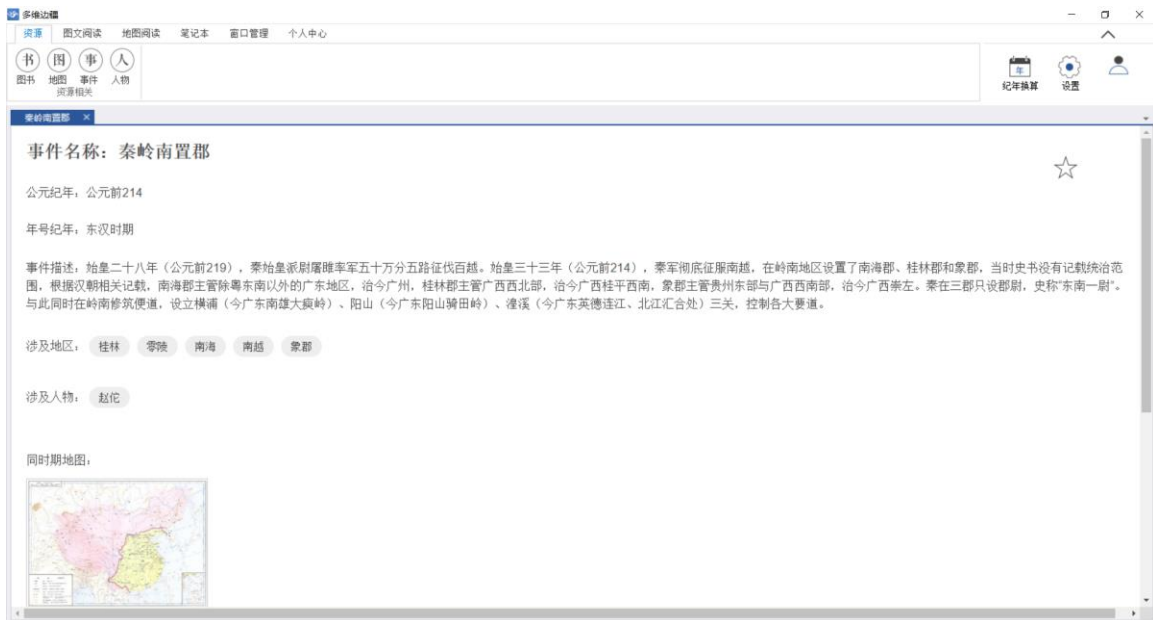 多维边疆
资源 图文阅读 地图阅读 笔记本 窗口管理 个人中心
书 图 事 人
图书 地图 事件 人物
资源相关
年
纪年换算 设置
秦岭南置郡 ×
事件名称：秦岭南置郡
公元纪年：公元前214
年号纪年：东汉时期
事件描述：始皇二十八年（公元前219），秦始皇派尉屠睢率军五十万分五路征伐百越。始皇三十三年（公元前214），秦军彻底征服南越，在岭南地区设置了南海郡、桂林郡和象郡，当时史书没有记载统治范
围，根据汉朝相关记载，南海郡主管除粤东南以外的广东地区，治今广州，桂林郡主管广西西北部，治今广西桂平西南，象郡主管贵州东部与广西西南部，治今广西崇左。秦在三郡只设郡尉，史称“东南一尉”。
与此同时在岭南修筑便道，设立横浦（今广东南雄大庾岭）、阳山（今广东阳山骑田岭）、湟溪（今广东英德连江、北江汇合处）三关，控制各大要道。
涉及地区： 桂林 零陵 南海 南越 象郡
涉及人物： 赵佗
同时期地图：